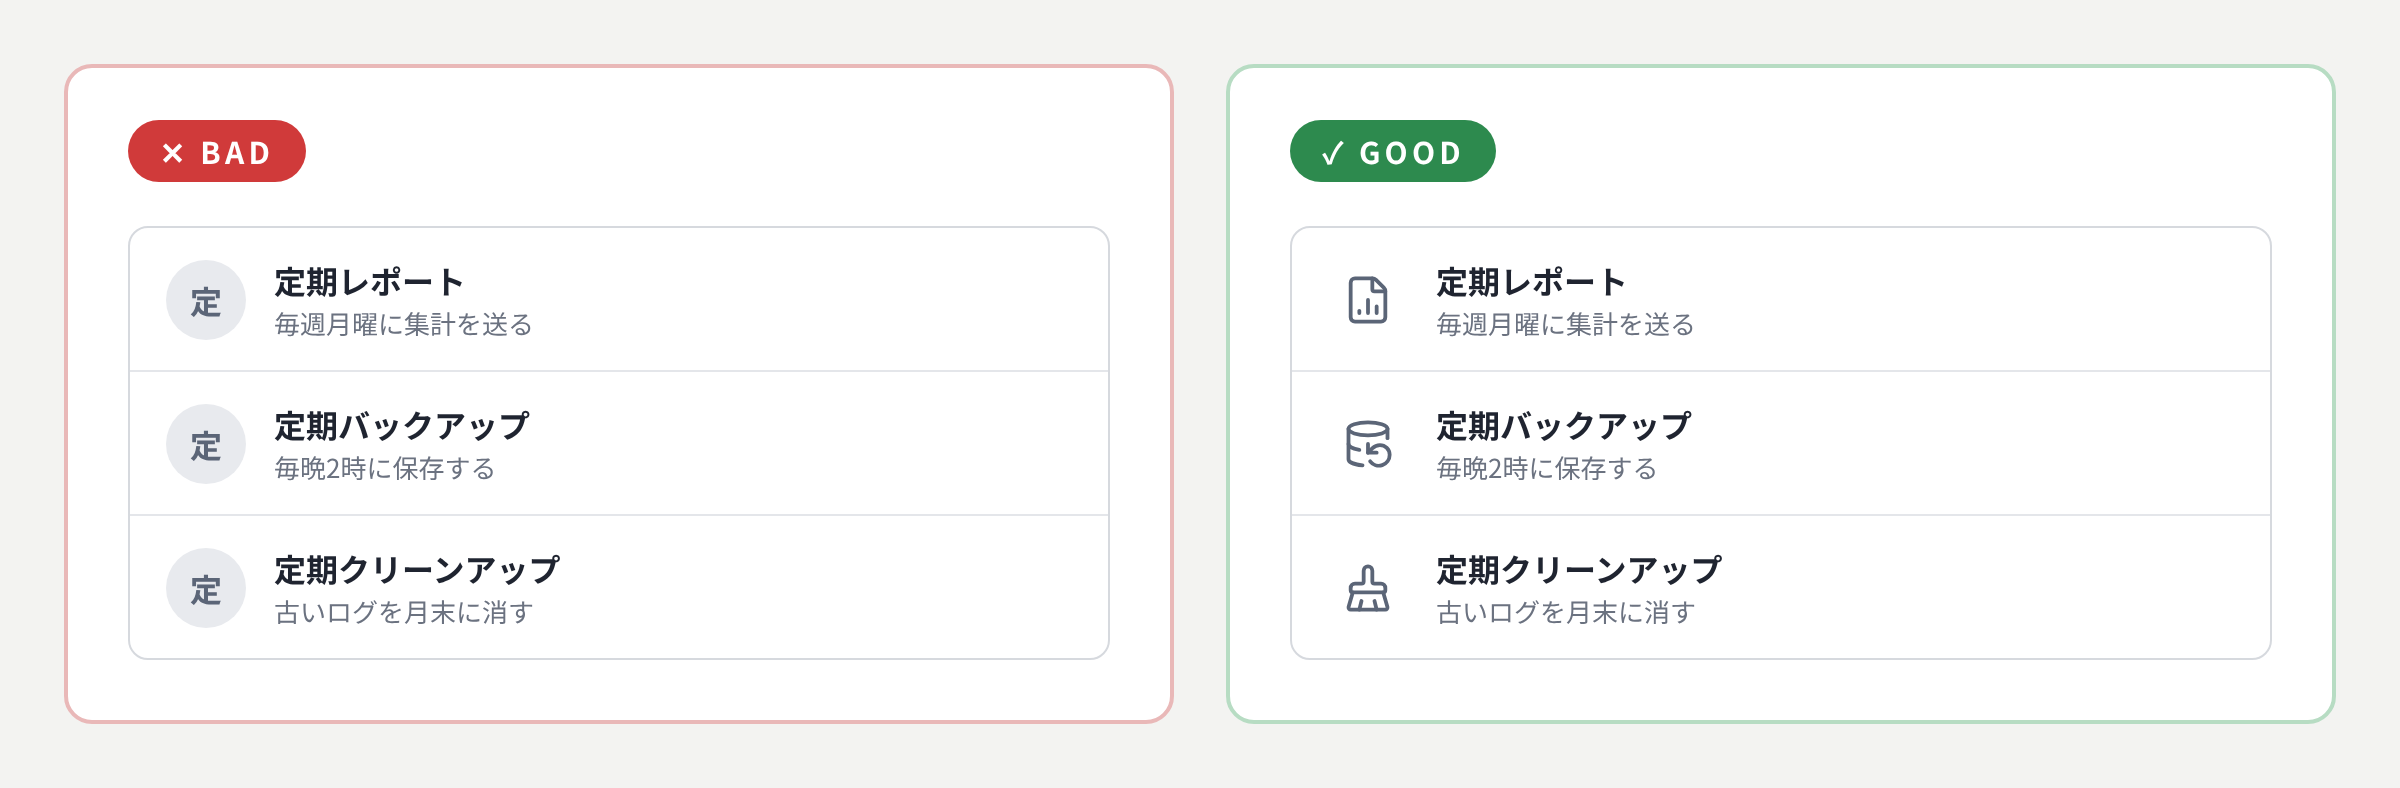 ✕ BAD
定
定期レポート
毎週月曜に集計を送る
定
定期バックアップ
毎晩2時に保存する
定
定期クリーンアップ
古いログを月末に消す
✓ GOOD
定期レポート
毎週月曜に集計を送る
定期バックアップ
毎晩2時に保存する
定期クリーンアップ
古いログを月末に消す